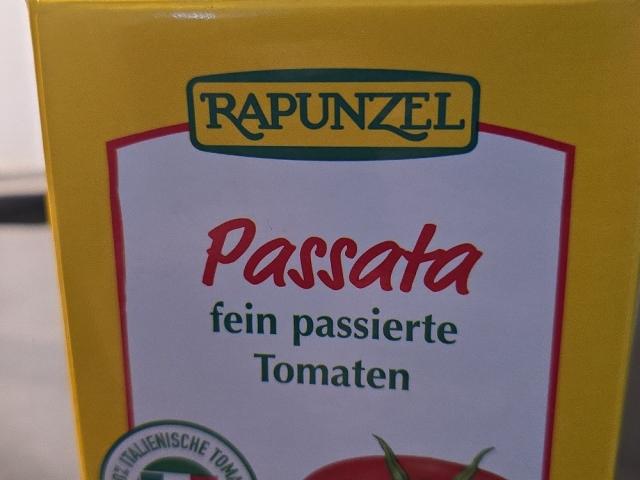 RAPUNZEL
Passata
fein passierte
Tomaten
ITALIENISCHE